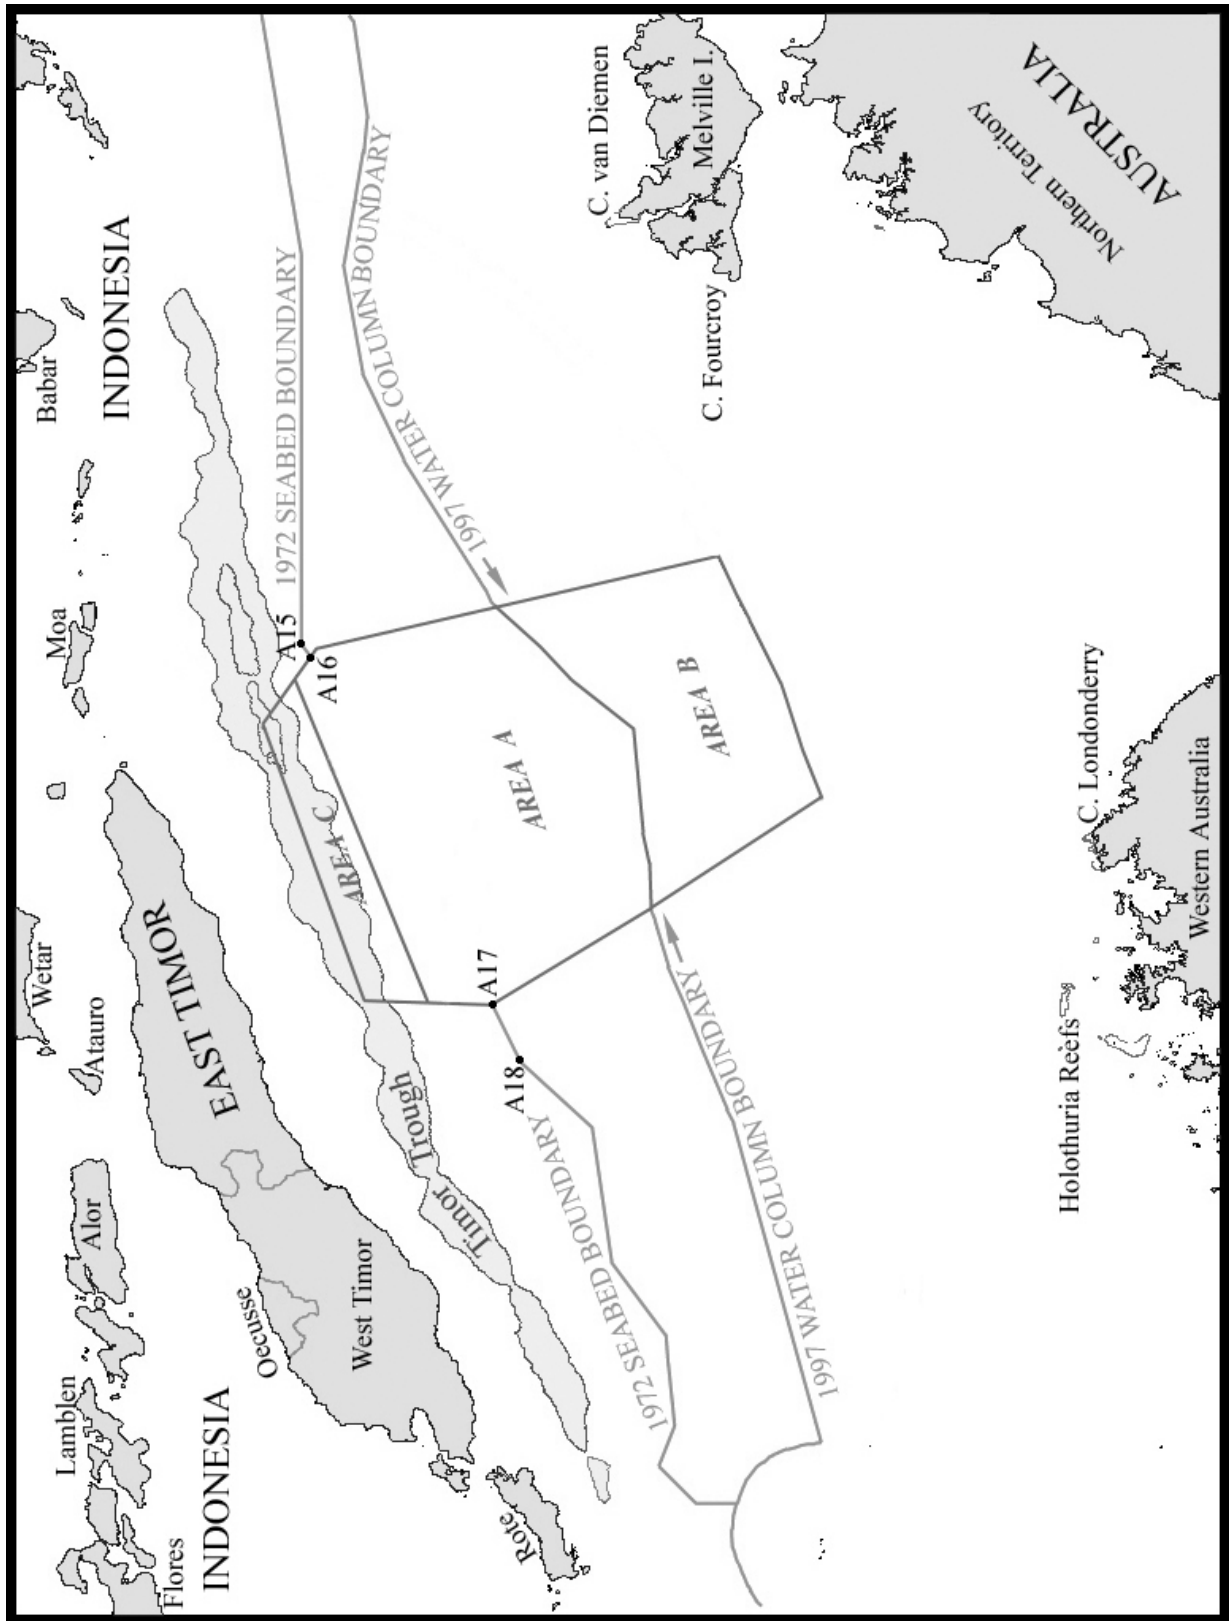 Flores
INDONESIA
Lamblen
Alor
Atauro
Wetar
Moa
Babar
INDONESIA
Oecusse
West Timor
EAST TIMOR
Rote
Timor Trough
AREA C
A15
A16
1972 SEABED BOUNDARY
1997 WATER COLUMN BOUNDARY
A18
A17
AREA A
AREA B
1972 SEABED BOUNDARY
1997 WATER COLUMN BOUNDARY
C. van Diemen
Melville I.
C. Fourcroy
AUSTRALIA
Northern Territory
Holothuria Reefs
C. Londonderry
Western Australia